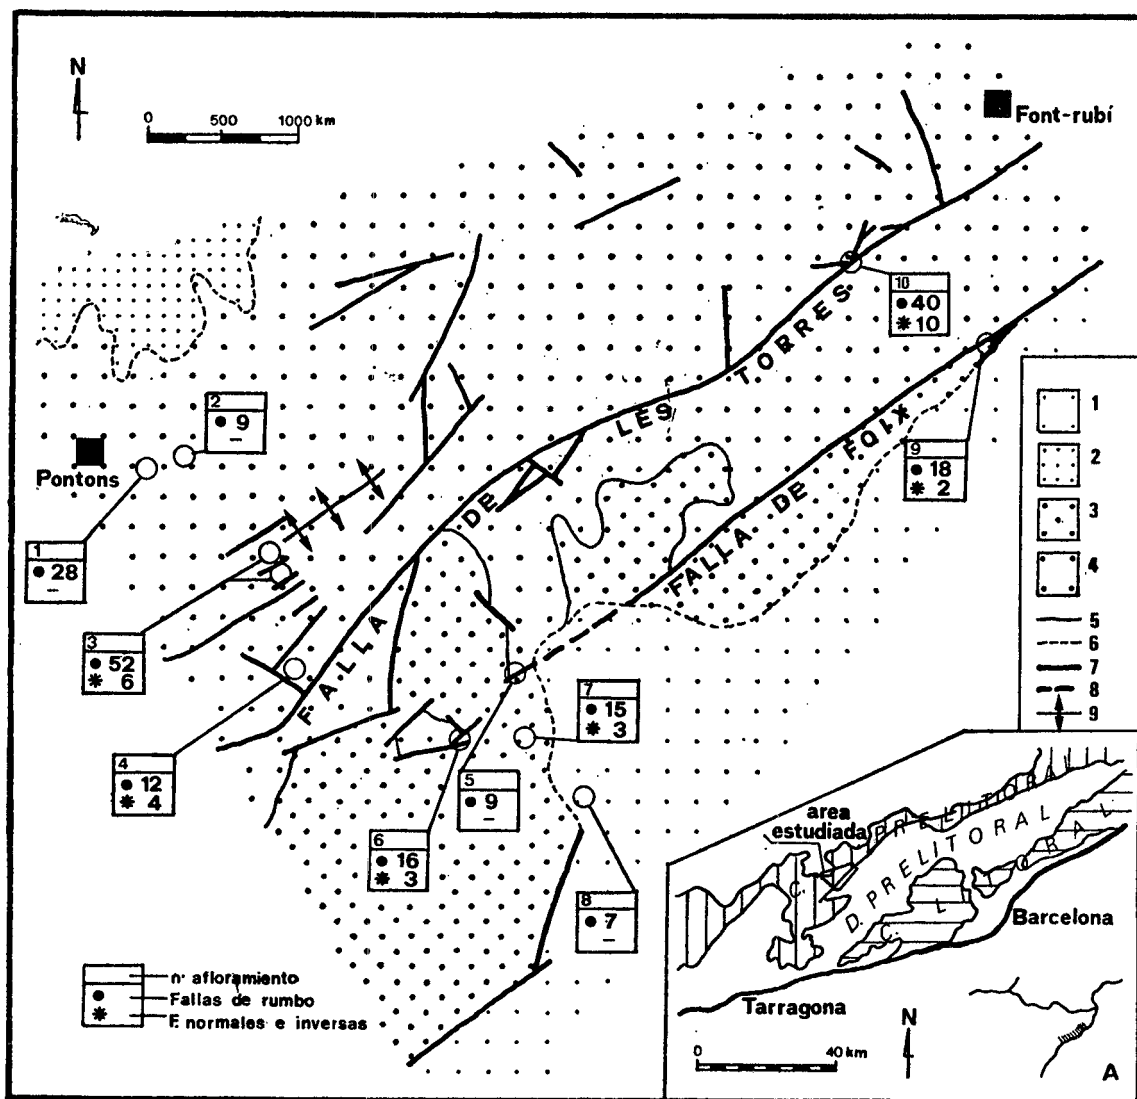 N
0 500 1000 km
Font-rubí
Pontons
FALLA DE LES TORRES
FALLA DE FOIX
1
● 28
–
2
● 9
–
3
● 52
✱ 6
4
● 12
✱ 4
5
● 9
–
6
● 16
✱ 3
7
● 15
✱ 3
8
● 7
–
9
● 18
✱ 2
10
● 40
✱ 10
1
2
3
4
5
6
7
8
9
nº afloramiento
● Fallas de rumbo
✱ F. normales e inversas
area
estudiada
C. PRELITORAL
D. PRELITORAL
C. LITORAL
Barcelona
Tarragona
N
0 40 km
A